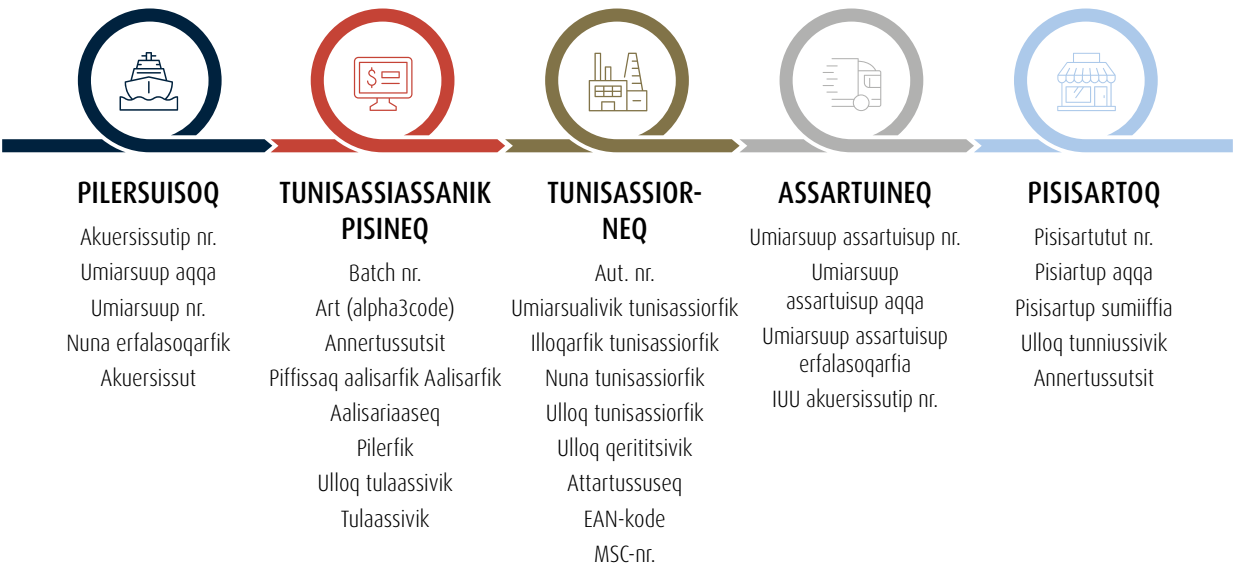 PILERSUISOQ
Akuersissutip nr.
Umiarsuup aqqa
Umiarsuup nr.
Nuna erfalasoqarfik
Akuersissut
TUNISASSIASSANIK
PISINEQ
Batch nr.
Art (alpha3code)
Annertussutsit
Piffissaq aalisarfik Aalisarfik
Aalisariaaseq
Pilerfik
Ulloq tulaassivik
Tulaassivik
TUNISASSIOR-
NEQ
Aut. nr.
Umiarsualivik tunisassiorfik
Illoqarfik tunisassiorfik
Nuna tunisassiorfik
Ulloq tunisassiorfik
Ulloq qerititsivik
Attartussuseq
EAN-kode
MSC-nr.
ASSARTUINEQ
Umiarsuup assartuisup nr.
Umiarsuup
assartuisup aqqa
Umiarsuup assartuisup
erfalasoqarfia
IUU akuersissutip nr.
PISISARTOQ
Pisisartutut nr.
Pisiartup aqqa
Pisisartup sumiiffia
Ulloq tunniussivik
Annertussutsit